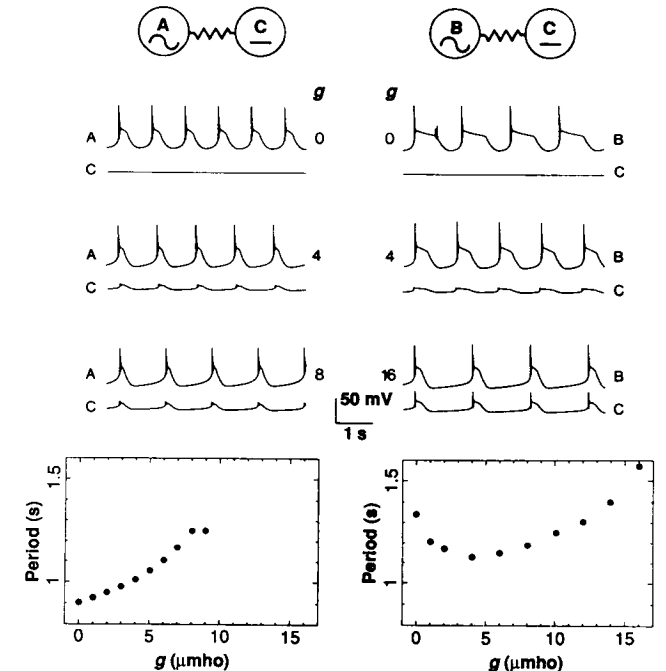 A C B C
g g
A 0 0 B
C C
A 4 4 B
C C
A 8 16 B
C C
50 mV
1 s
Period (s)
1 1.5
0 5 10 15
g (μmho)
Period (s)
1 1.5
0 5 10 15
g (μmho)